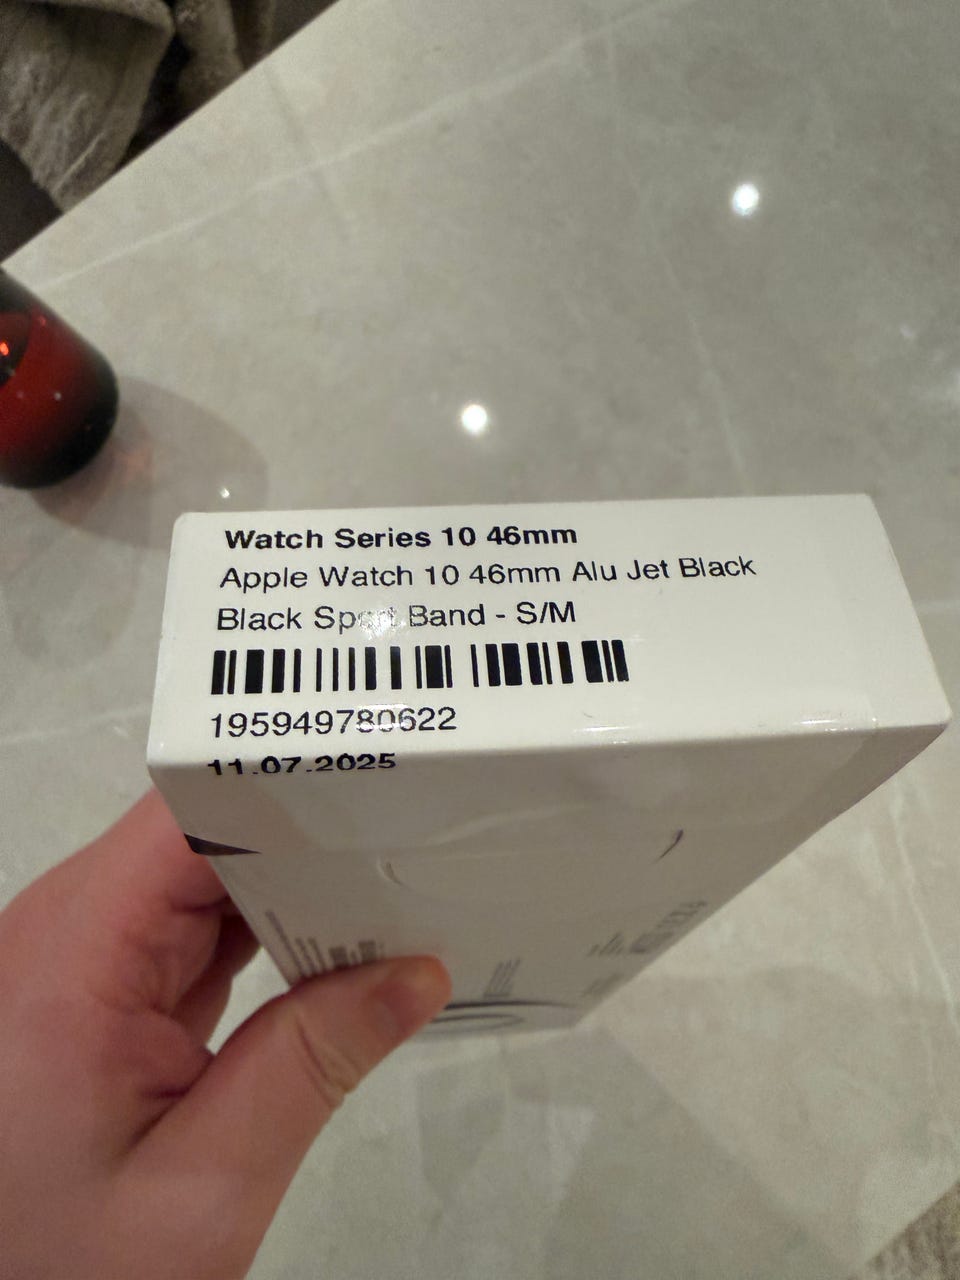 Watch Series 10 46mm
Apple Watch 10 46mm Alu Jet Black
Black Sport Band - S/M
195949780622
11.07.2025